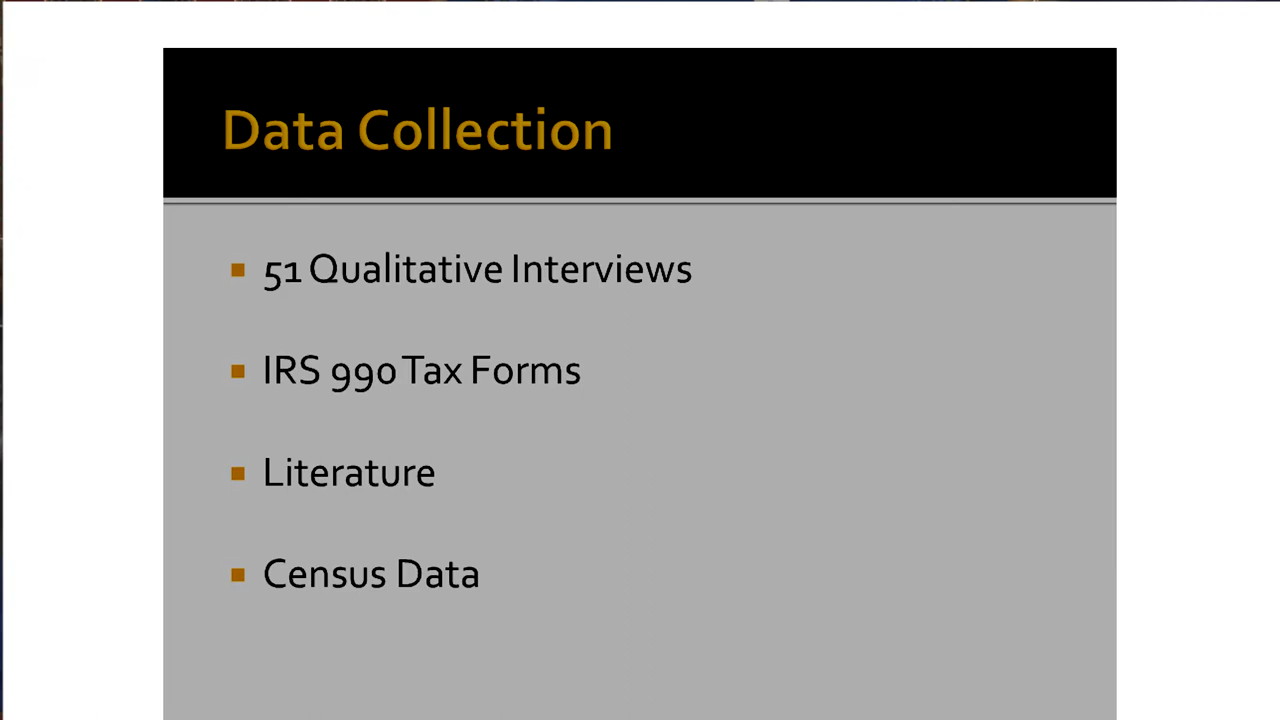 Data Collection
51 Qualitative Interviews
IRS 990 Tax Forms
Literature
Census Data